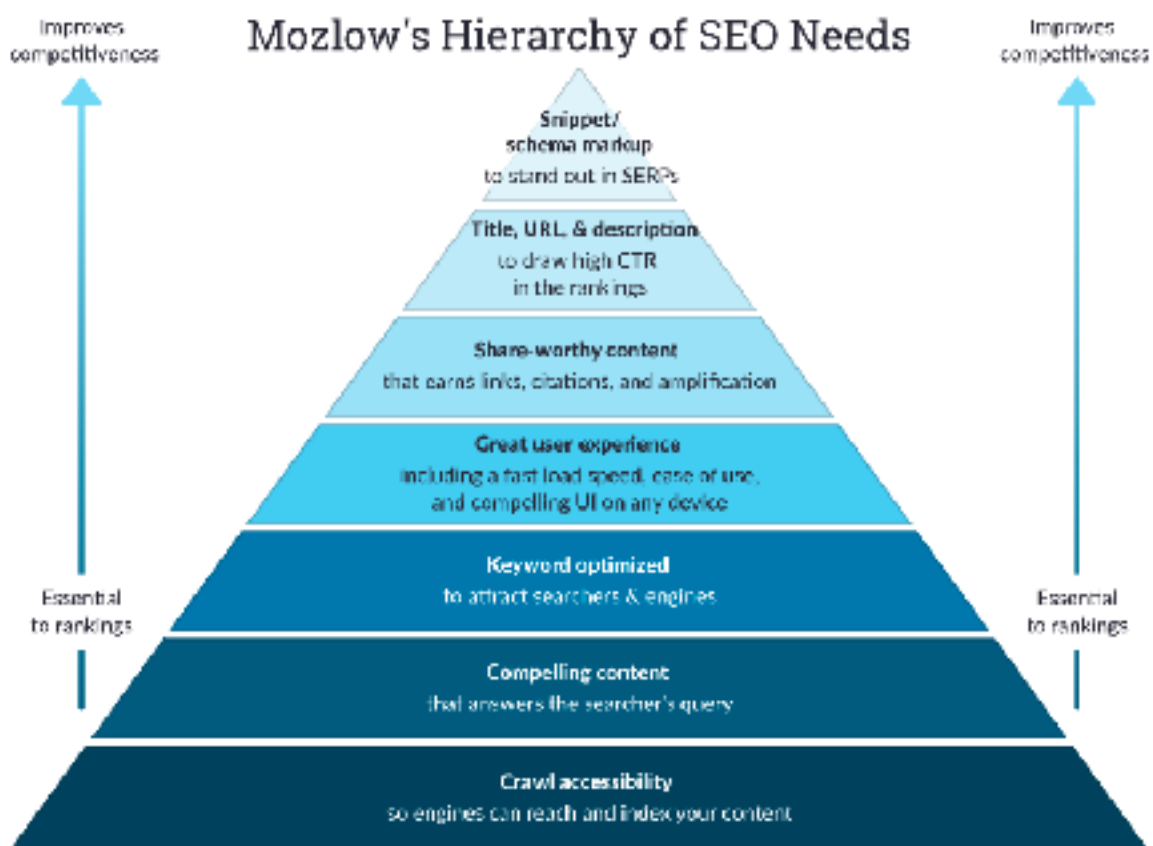 Mozlow's Hierarchy of SEO Needs
Improves
competitiveness
Improves
competitiveness
Snippet/
schema markup
to stand out in SERPs
Title, URL, & description
to draw high CTR
in the rankings
Share-worthy content
that earns links, citations, and amplification
Great user experience
including a fast load speed, ease of use,
and compelling UI on any device
Keyword optimized
to attract searchers & engines
Essential
to rankings
Essential
to rankings
Compelling content
that answers the searcher's query
Crawl accessibility
so engines can reach and index your content